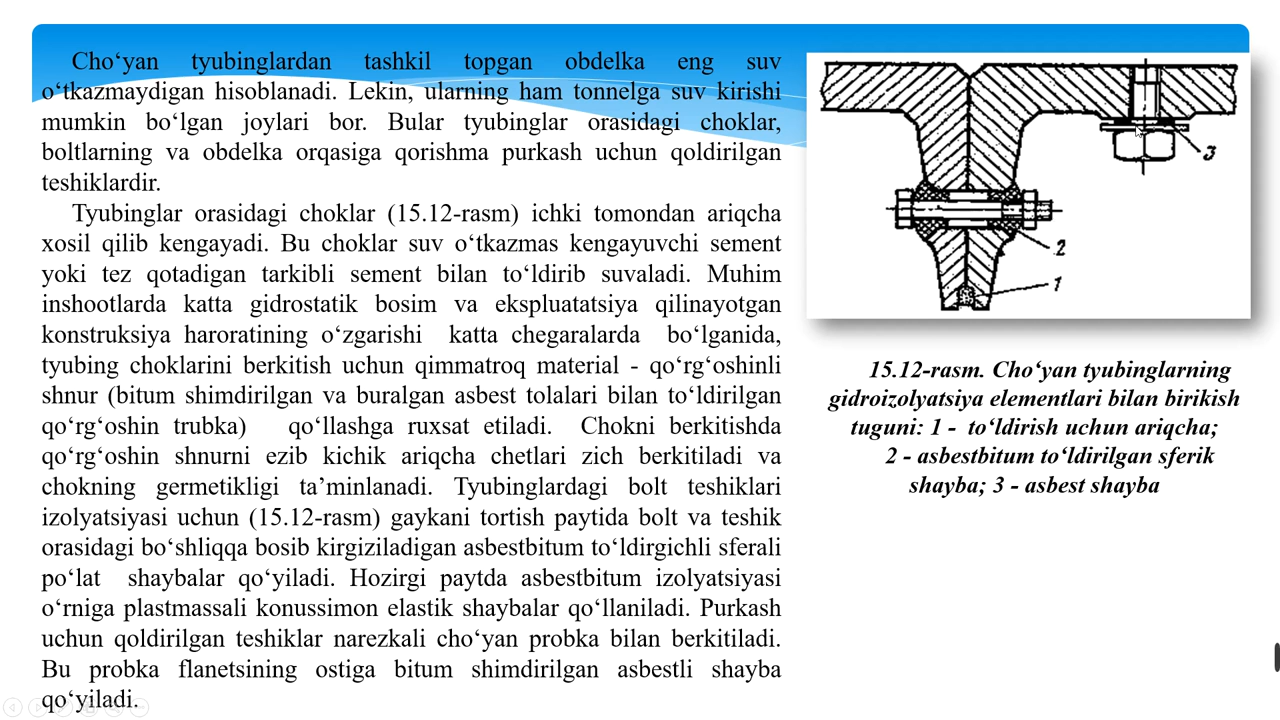 Cho‘yan tyubinglardan tashkil topgan obdelka eng suv
o‘tkazmaydigan hisoblanadi. Lekin, ularning ham tonnelga suv kirishi
mumkin bo‘lgan joylari bor. Bular tyubinglar orasidagi choklar,
boltlarning va obdelka orqasiga qorishma purkash uchun qoldirilgan
teshiklardir.
Tyubinglar orasidagi choklar (15.12-rasm) ichki tomondan ariqcha
xosil qilib kengayadi. Bu choklar suv o‘tkazmas kengayuvchi sement
yoki tez qotadigan tarkibli sement bilan to‘ldirib suvaladi. Muhim
inshootlarda katta gidrostatik bosim va ekspluatatsiya qilinayotgan
konstruksiya haroratining o‘zgarishi katta chegaralarda bo‘lganida,
tyubing choklarini berkitish uchun qimmatroq material - qo‘rg‘oshinli
shnur (bitum shimdirilgan va buralgan asbest tolalari bilan to‘ldirilgan
qo‘rg‘oshin trubka) qo‘llashga ruxsat etiladi. Chokni berkitishda
qo‘rg‘oshin shnurni ezib kichik ariqcha chetlari zich berkitiladi va
chokning germetikligi ta’minlanadi. Tyubinglardagi bolt teshiklari
izolyatsiyasi uchun (15.12-rasm) gaykani tortish paytida bolt va teshik
orasidagi bo‘shliqqa bosib kirgiziladigan asbestbitum to‘ldirgichli sferali
po‘lat shaybalar qo‘yiladi. Hozirgi paytda asbestbitum izolyatsiyasi
o‘rniga plastmassali konussimon elastik shaybalar qo‘llaniladi. Purkash
uchun qoldirilgan teshiklar narezkali cho‘yan probka bilan berkitiladi.
Bu probka flanetsining ostiga bitum shimdirilgan asbestli shayba
qo‘yiladi.
3
2
1
15.12-rasm. Cho‘yan tyubinglarning
gidroizolyatsiya elementlari bilan birikish
tuguni: 1 - to‘ldirish uchun ariqcha;
2 - asbestbitum to‘ldirilgan sferik
shayba; 3 - asbest shayba